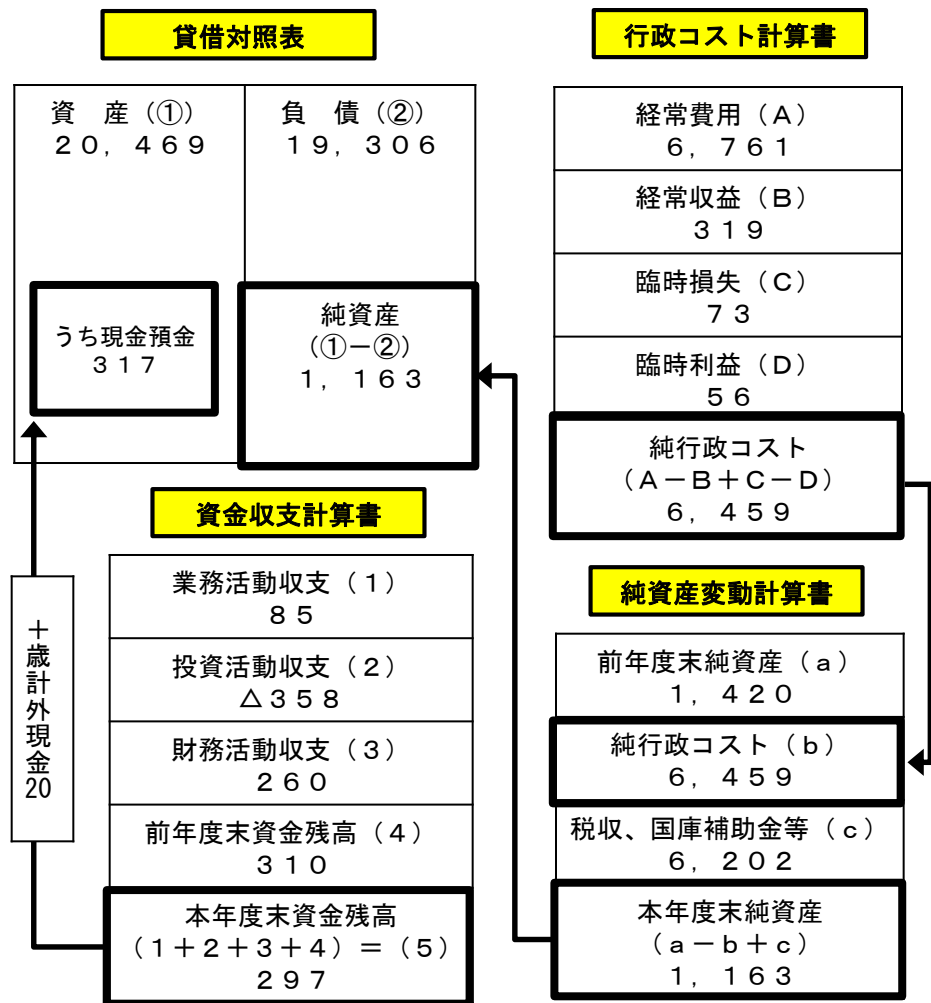 貸借対照表
資　産（①）
２０，４６９
負　債（②）
１９，３０６
うち現金預金
３１７
純資産
（①－②）
１，１６３
行政コスト計算書
経常費用（Ａ）
６，７６１
経常収益（Ｂ）
３１９
臨時損失（Ｃ）
７３
臨時利益（Ｄ）
５６
純行政コスト
（Ａ－Ｂ＋Ｃ－Ｄ）
６，４５９
資金収支計算書
業務活動収支（１）
８５
投資活動収支（２）
△３５８
財務活動収支（３）
２６０
前年度末資金残高（４）
３１０
本年度末資金残高
（１＋２＋３＋４）＝（５）
２９７
＋歳計外現金20
純資産変動計算書
前年度末純資産（ａ）
１，４２０
純行政コスト（ｂ）
６，４５９
税収、国庫補助金等（ｃ）
６，２０２
本年度末純資産
（ａ－ｂ＋ｃ）
１，１６３